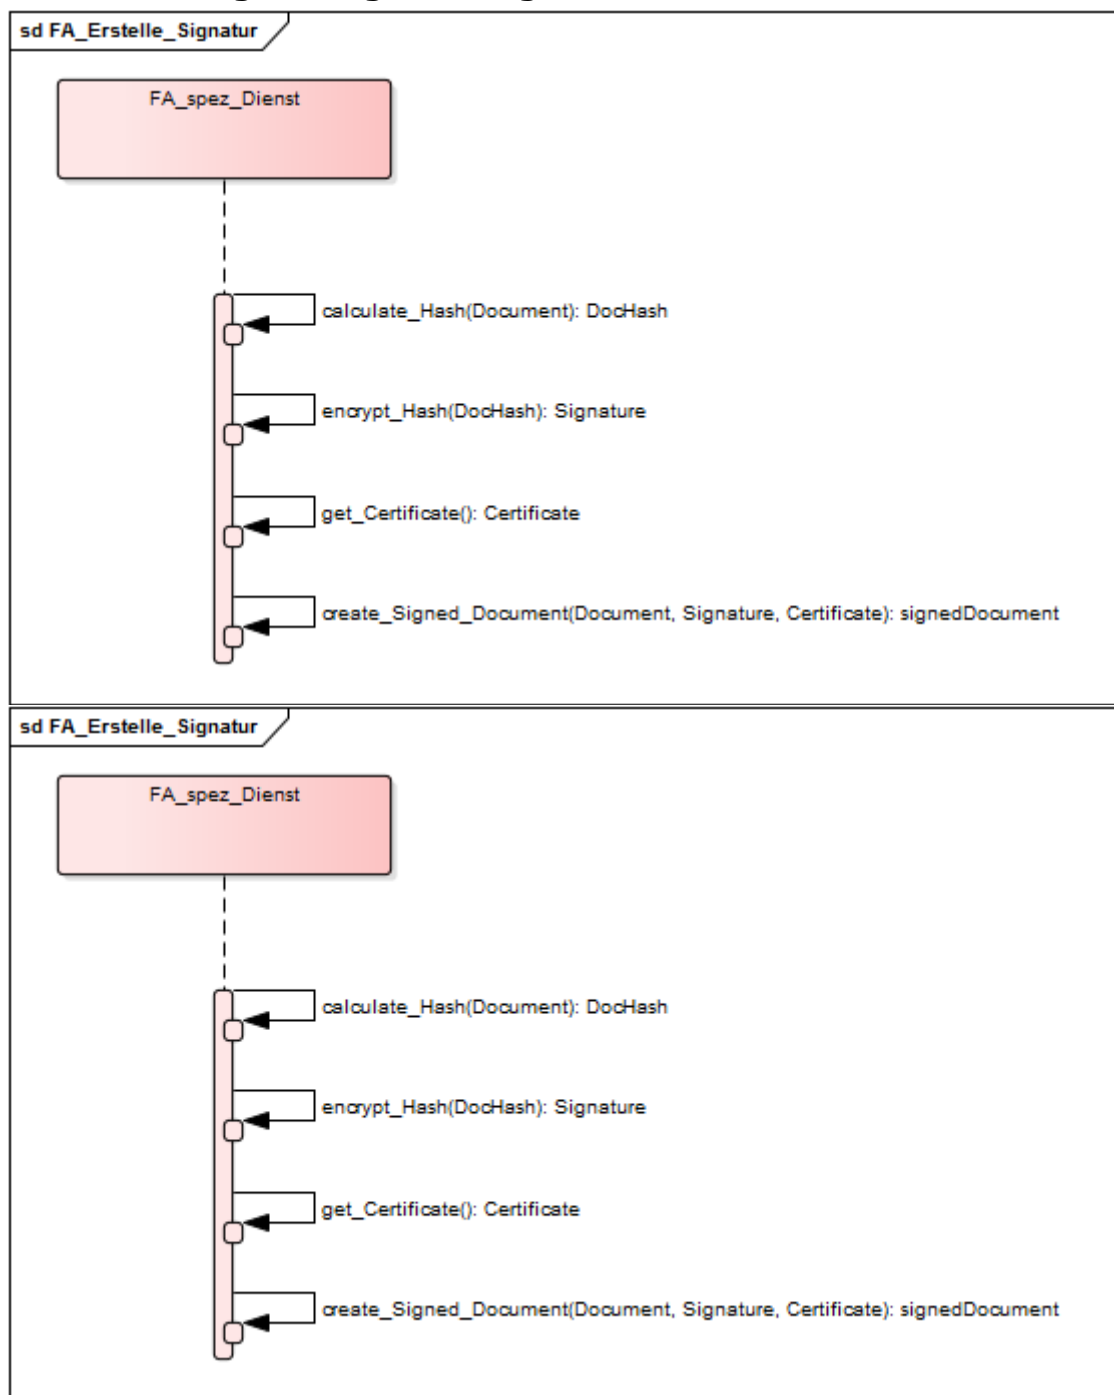 sd FA_Erstelle_Signatur
FA_spez_Dienst
calculate_Hash(Document): DocHash
encrypt_Hash(DocHash): Signature
get_Certificate(): Certificate
create_Signed_Document(Document, Signature, Certificate): signedDocument
sd FA_Erstelle_Signatur
FA_spez_Dienst
calculate_Hash(Document): DocHash
encrypt_Hash(DocHash): Signature
get_Certificate(): Certificate
create_Signed_Document(Document, Signature, Certificate): signedDocument